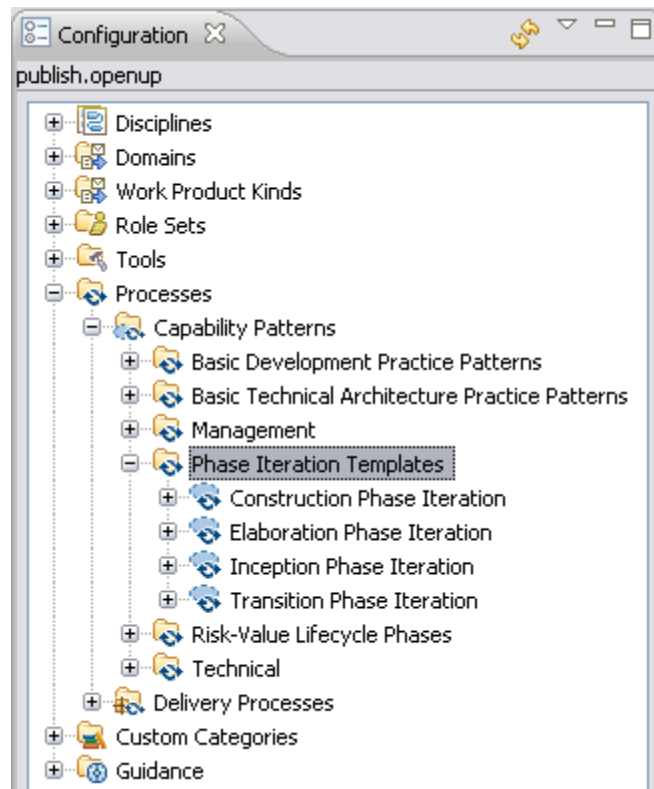 Configuration
publish.openup
Disciplines
Domains
Work Product Kinds
Role Sets
Tools
Processes
Capability Patterns
Basic Development Practice Patterns
Basic Technical Architecture Practice Patterns
Management
Phase Iteration Templates
Construction Phase Iteration
Elaboration Phase Iteration
Inception Phase Iteration
Transition Phase Iteration
Risk-Value Lifecycle Phases
Technical
Delivery Processes
Custom Categories
Guidance